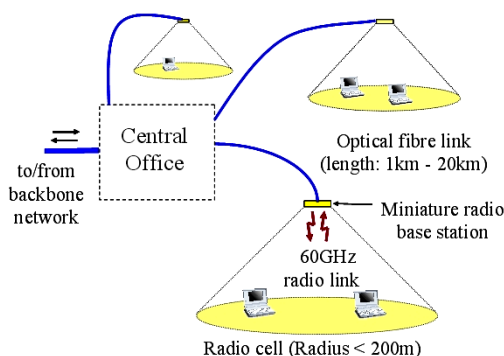 Central
Office
to/from
backbone
network
Optical fibre link
(length: 1km - 20km)
Miniature radio
base station
60GHz
radio link
Radio cell (Radius < 200m)